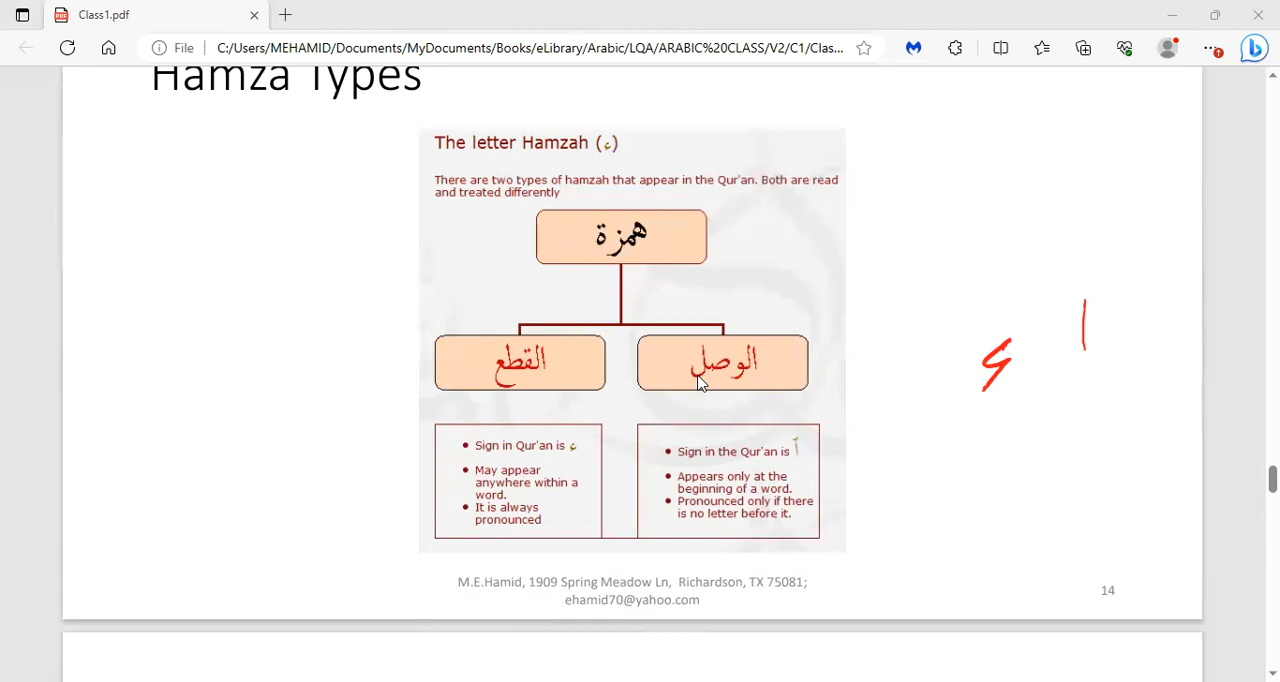 Class1.pdf
File
C:/Users/MEHAMID/Documents/MyDocuments/Books/eLibrary/Arabic/LQA/ARABIC%20CLASS/V2/C1/Clas...
Hamza Types
The letter Hamzah (ء)
There are two types of hamzah that appear in the Qur'an. Both are read
and treated differently
همزة
القطع
الوصل
ا
ء
• Sign in Qur'an is ء
• May appear
anywhere within a
word.
• It is always
pronounced
• Sign in the Qur'an is ٱ
• Appears only at the
beginning of a word.
• Pronounced only if there
is no letter before it.
M.E.Hamid, 1909 Spring Meadow Ln, Richardson, TX 75081;
ehamid70@yahoo.com
14